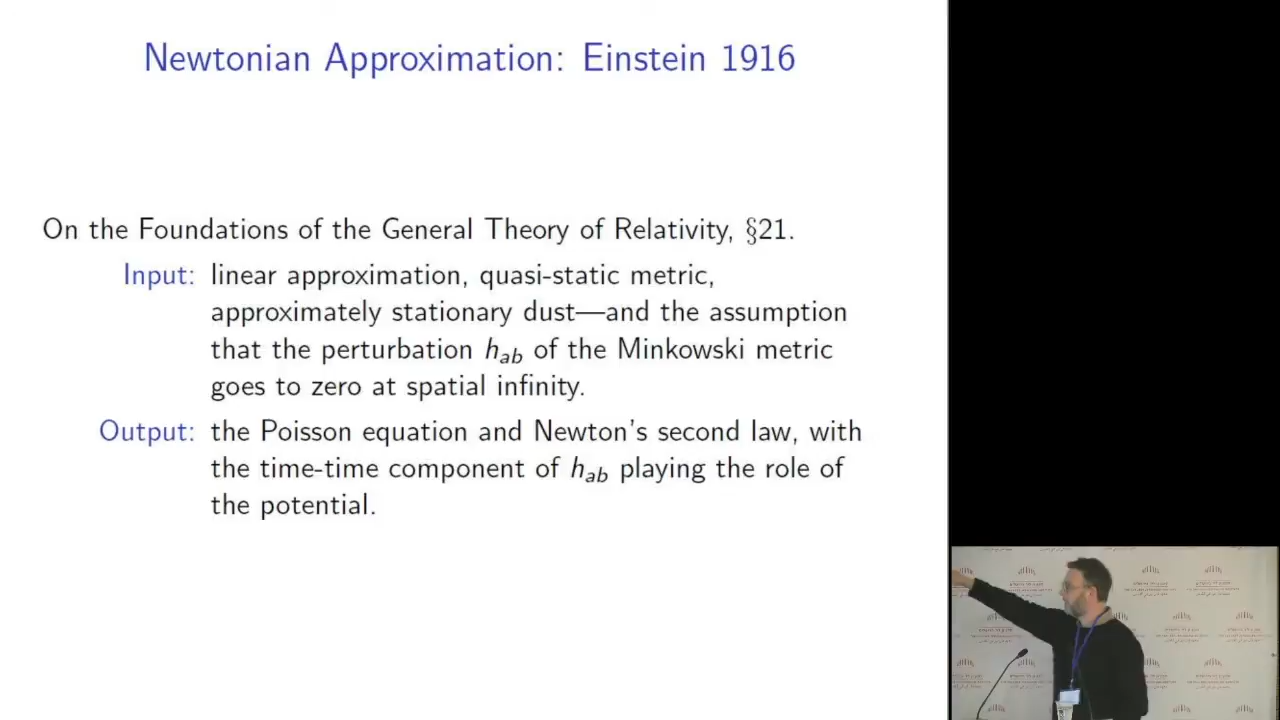 Newtonian Approximation: Einstein 1916
On the Foundations of the General Theory of Relativity, §21.
Input: linear approximation, quasi-static metric,
approximately stationary dust—and the assumption
that the perturbation h_ab of the Minkowski metric
goes to zero at spatial infinity.
Output: the Poisson equation and Newton's second law, with
the time-time component of h_ab playing the role of
the potential.